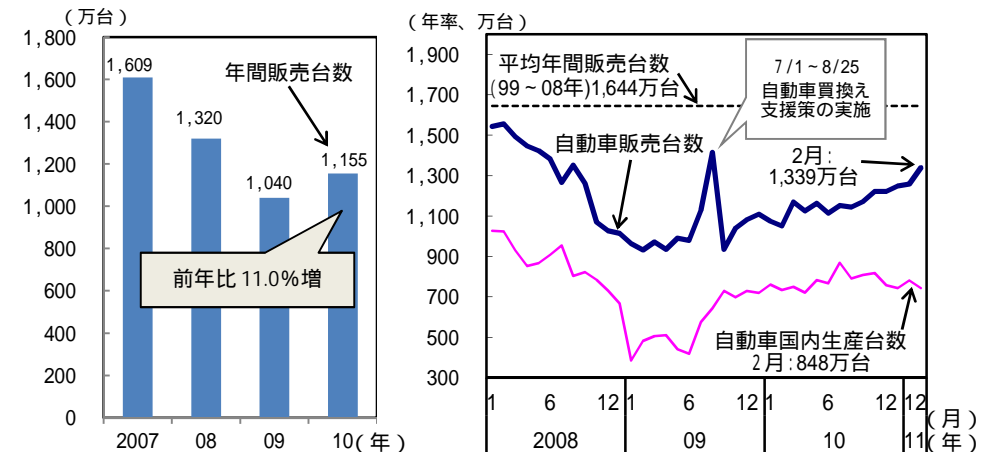 （万台）
1,800
1,600
1,400
1,200
1,000
800
600
400
200
0
1,609
1,320
1,040
1,155
年間販売台数
前年比 11.0％増
2007
08
09
10（年）
（年率、万台）
1,900
1,700
1,500
1,300
1,100
900
700
500
300
平均年間販売台数
(99～08年)1,644万台
7/1～8/25
自動車買換え
支援策の実施
自動車販売台数
2月：
1,339万台
自動車国内生産台数
2月：848万台
1 6 12 1 6 12 1 6 12 1 2（月）
2008 09 10 11（年）